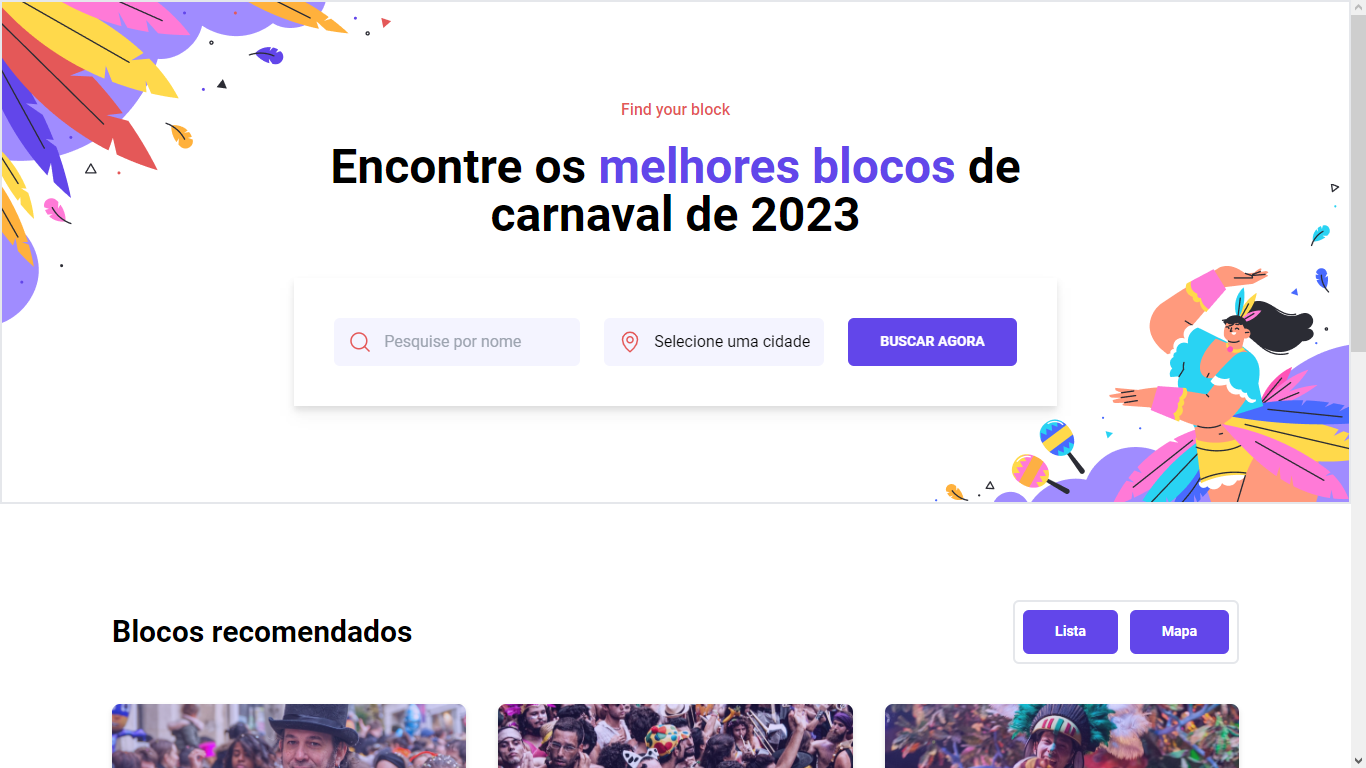 Find your block
Encontre os melhores blocos de
carnaval de 2023
Pesquise por nome
Selecione uma cidade
BUSCAR AGORA
Blocos recomendados
Lista
Mapa